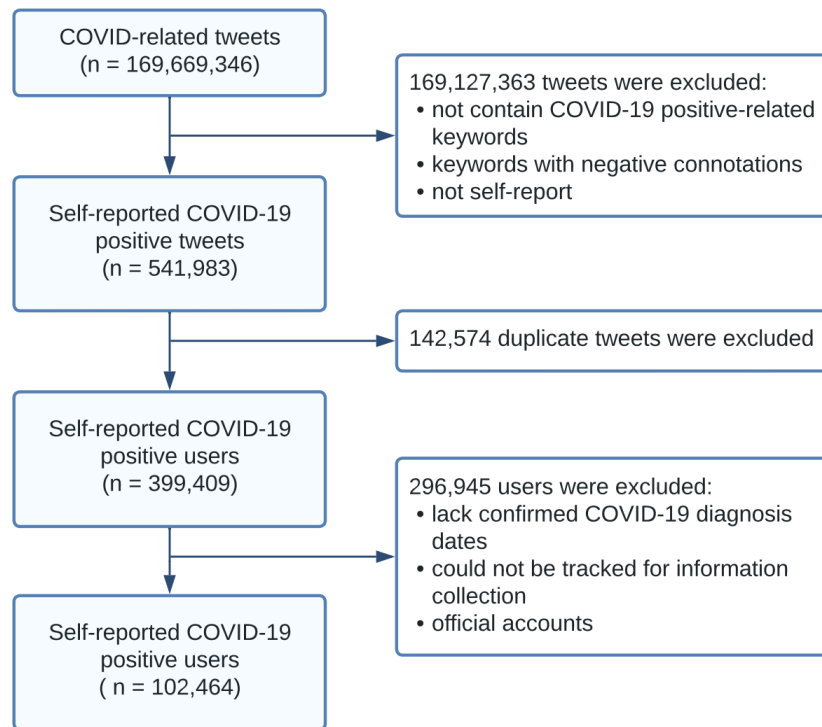 COVID-related tweets
(n = 169,669,346)
169,127,363 tweets were excluded:
• not contain COVID-19 positive-related
keywords
• keywords with negative connotations
• not self-report
Self-reported COVID-19
positive tweets
(n = 541,983)
142,574 duplicate tweets were excluded
Self-reported COVID-19
positive users
(n = 399,409)
296,945 users were excluded:
• lack confirmed COVID-19 diagnosis
dates
• could not be tracked for information
collection
• official accounts
Self-reported COVID-19
positive users
( n = 102,464)